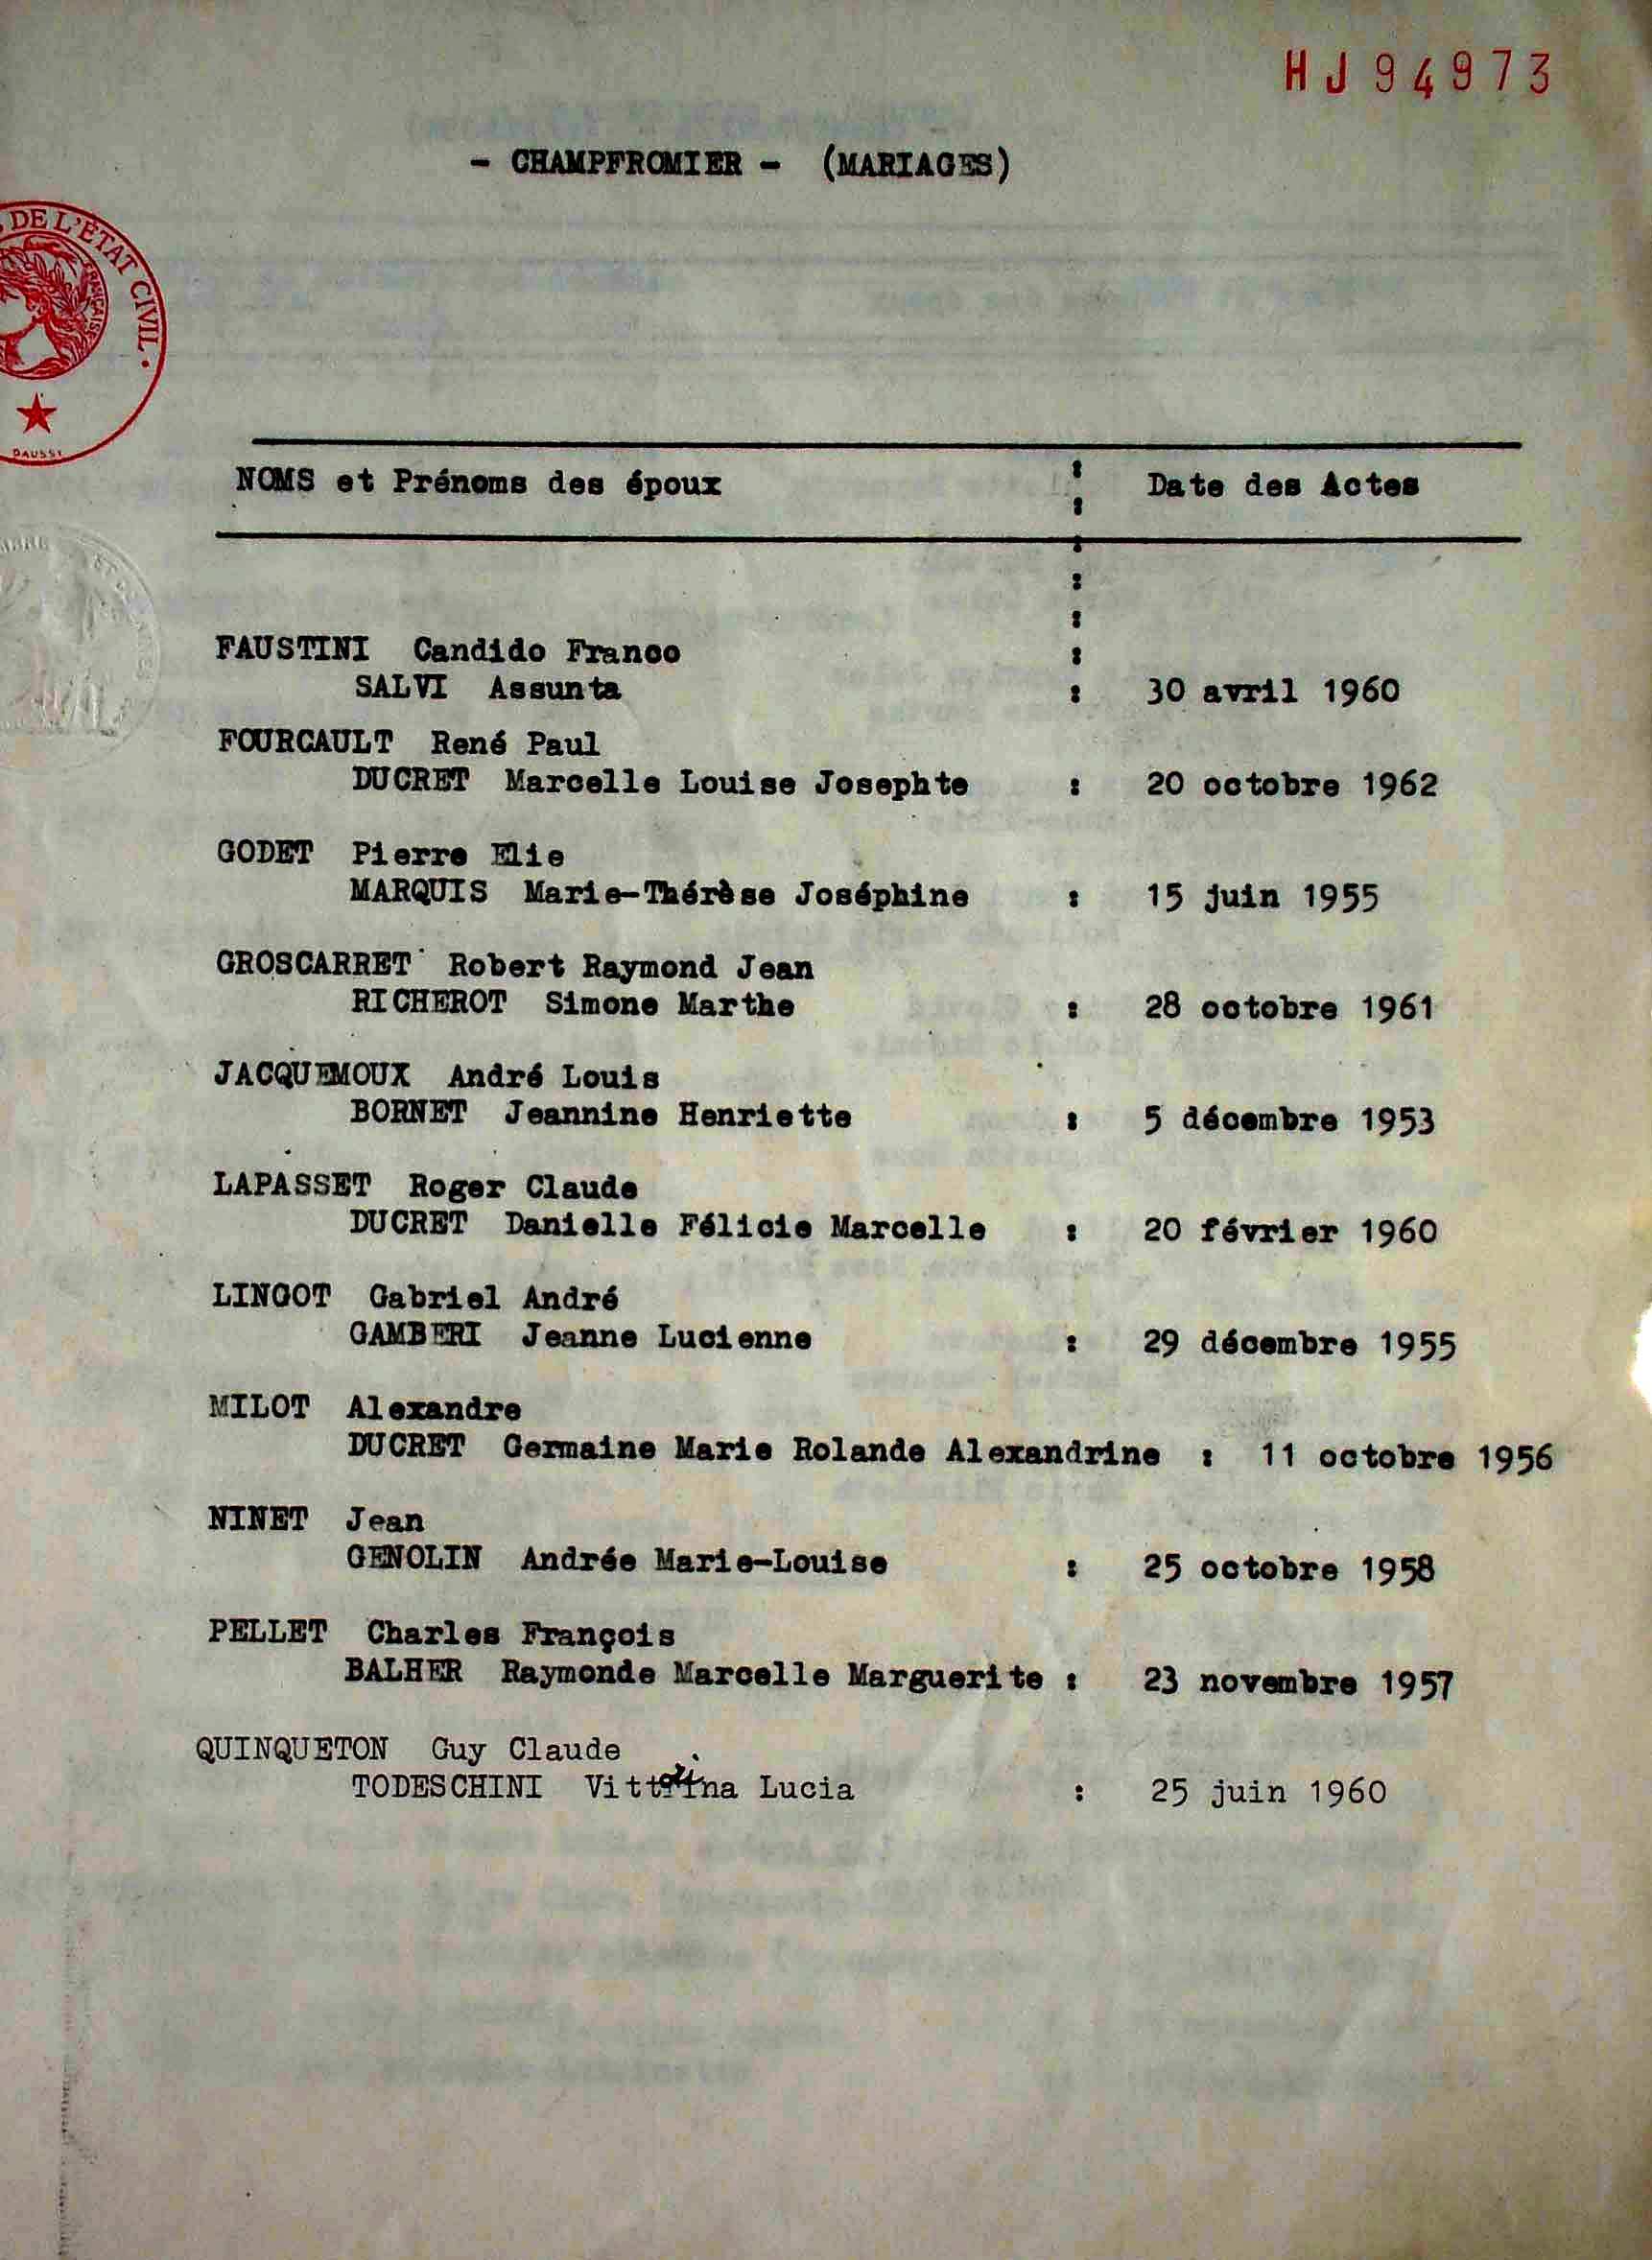 HJ94973
- CHAMPFROMIER - (MARIAGES)
DE L'ÉTAT CIVIL
FRANÇAISE
NOMS et Prénoms des époux : Date des Actes
FAUSTINI Candido Franco
SALVI Assunta : 30 avril 1960
FOURCAULT René Paul
DUCRET Marcelle Louise Josephte : 20 octobre 1962
GODET Pierre Elie
MARQUIS Marie-Thérèse Joséphine : 15 juin 1955
GROSCARRET Robert Raymond Jean
RICHEROT Simone Marthe : 28 octobre 1961
JACQUEMOUX André Louis
BORNET Jeannine Henriette : 5 décembre 1953
LAPASSET Roger Claude
DUCRET Danielle Félicie Marcelle : 20 février 1960
LINGOT Gabriel André
GAMBERI Jeanne Lucienne : 29 décembre 1955
MILOT Alexandre
DUCRET Germaine Marie Rolande Alexandrine : 11 octobre 1956
NINET Jean
GENOLIN Andrée Marie-Louise : 25 octobre 1958
PELLET Charles François
BALHER Raymonde Marcelle Marguerite : 23 novembre 1957
QUINQUETON Guy Claude
TODESCHINI Lucia : 25 juin 1960